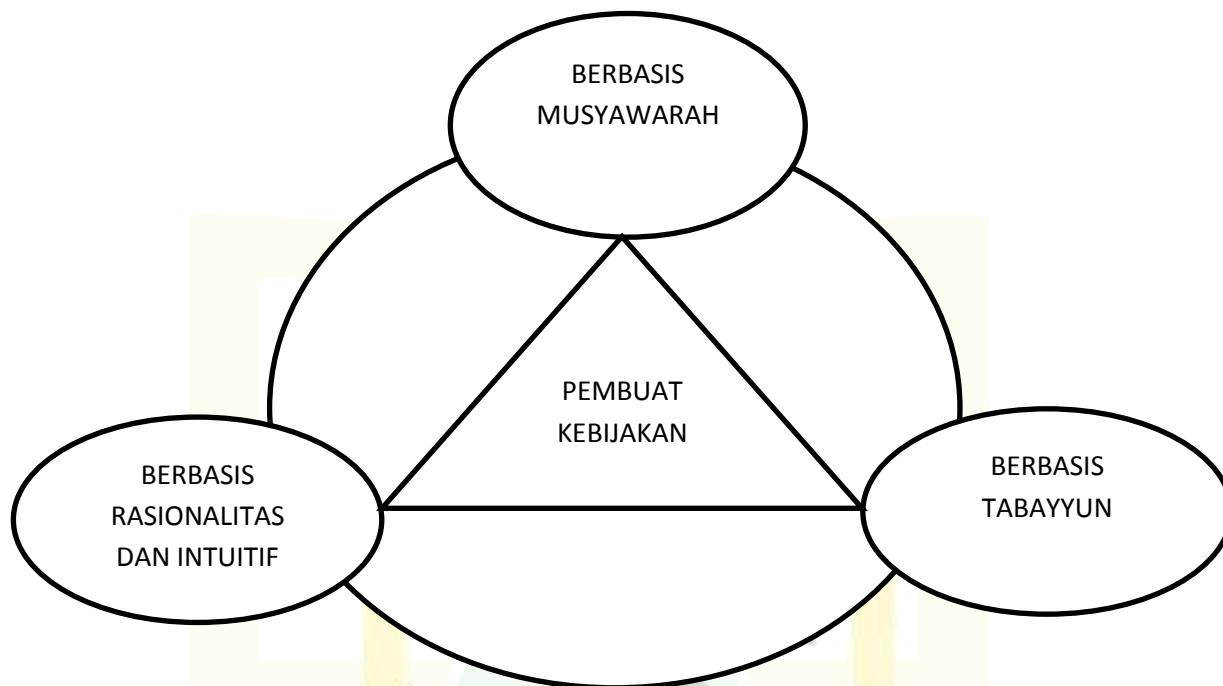 BERBASIS
MUSYAWARAH
PEMBUAT
KEBIJAKAN
BERBASIS
RASIONALITAS
DAN INTUITIF
BERBASIS
TABAYYUN